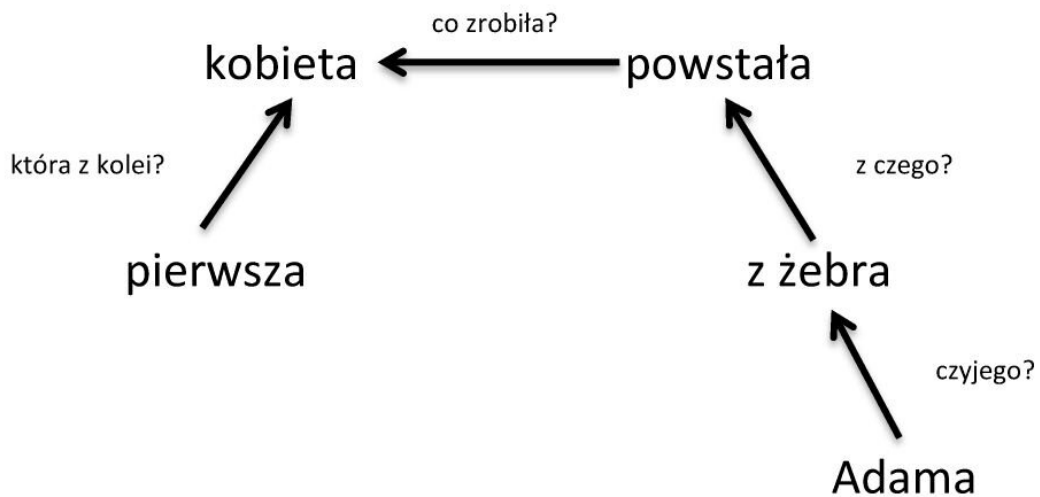 co zrobiła?
kobieta powstała
która z kolei? z czego?
pierwsza z żebra
czyjego?
Adama